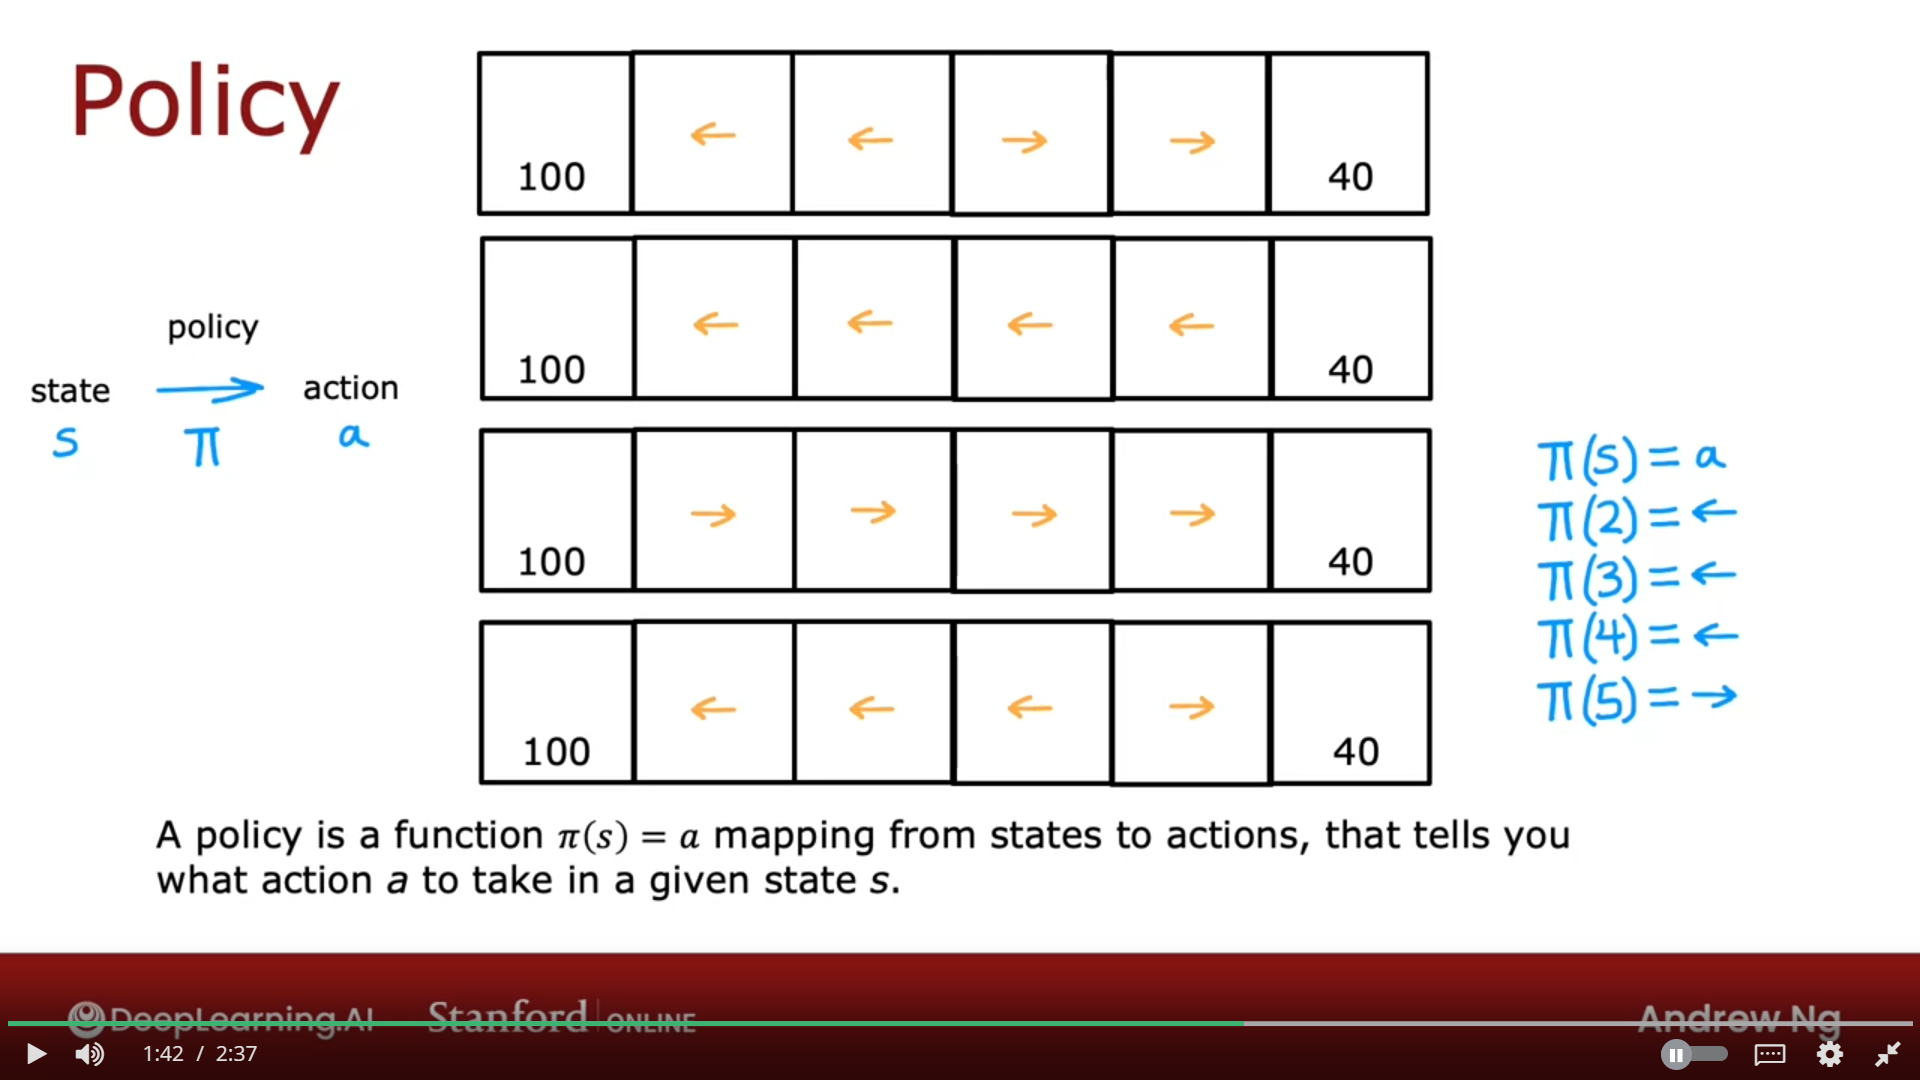 Policy
100 ← ← → → 40
100 ← ← ← ← 40
100 → → → → 40
100 ← ← ← → 40
policy
state → action
s π a
π(s) = a
π(2) = ←
π(3) = ←
π(4) = ←
π(5) = →
A policy is a function π(s) = a mapping from states to actions, that tells you
what action a to take in a given state s.
DeepLearning.AI Stanford ONLINE Andrew Ng
1:42 / 2:37